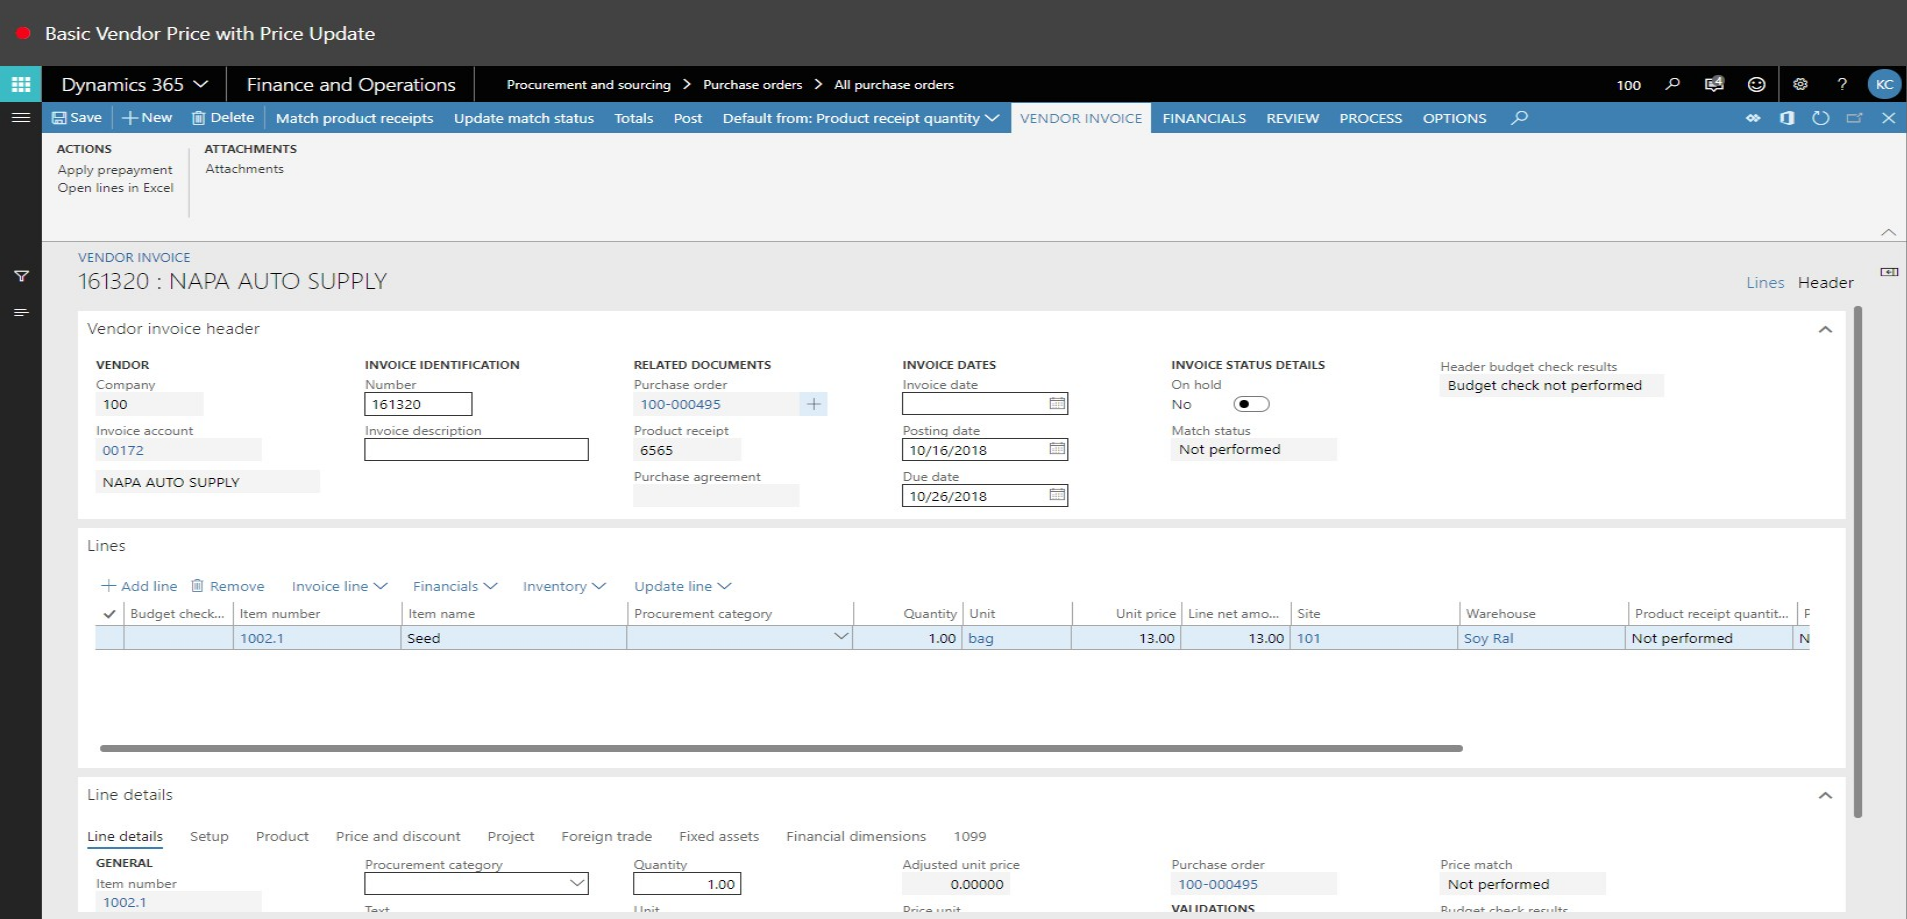 Basic Vendor Price with Price Update
Dynamics 365 Finance and Operations Procurement and sourcing > Purchase orders > All purchase orders 100 4 ? KC
Save + New Delete Match product receipts Update match status Totals Post Default from: Product receipt quantity VENDOR INVOICE FINANCIALS REVIEW PROCESS OPTIONS
ACTIONS ATTACHMENTS
Apply prepayment Attachments
Open lines in Excel
VENDOR INVOICE
161320 : NAPA AUTO SUPPLY
Lines Header
Vendor invoice header
VENDOR INVOICE IDENTIFICATION RELATED DOCUMENTS INVOICE DATES INVOICE STATUS DETAILS Header budget check results
Company Number Purchase order Invoice date On hold Budget check not performed
100 161320 100-000495 + No
Invoice account Invoice description Product receipt Posting date Match status
00172 6565 10/16/2018 Not performed
NAPA AUTO SUPPLY Purchase agreement Due date
10/26/2018
Lines
+ Add line Remove Invoice line Financials Inventory Update line
Budget check... Item number Item name Procurement category Quantity Unit Unit price Line net amo... Site Warehouse Product receipt quantit...
1002.1 Seed 1.00 bag 13.00 13.00 101 Soy Ral Not performed N
Line details
Line details Setup Product Price and discount Project Foreign trade Fixed assets Financial dimensions 1099
GENERAL Procurement category Quantity Adjusted unit price Purchase order Price match
Item number 1.00 0.00000 100-000495 Not performed
1002.1 Text Unit Price unit VALIDATIONS Budget check results